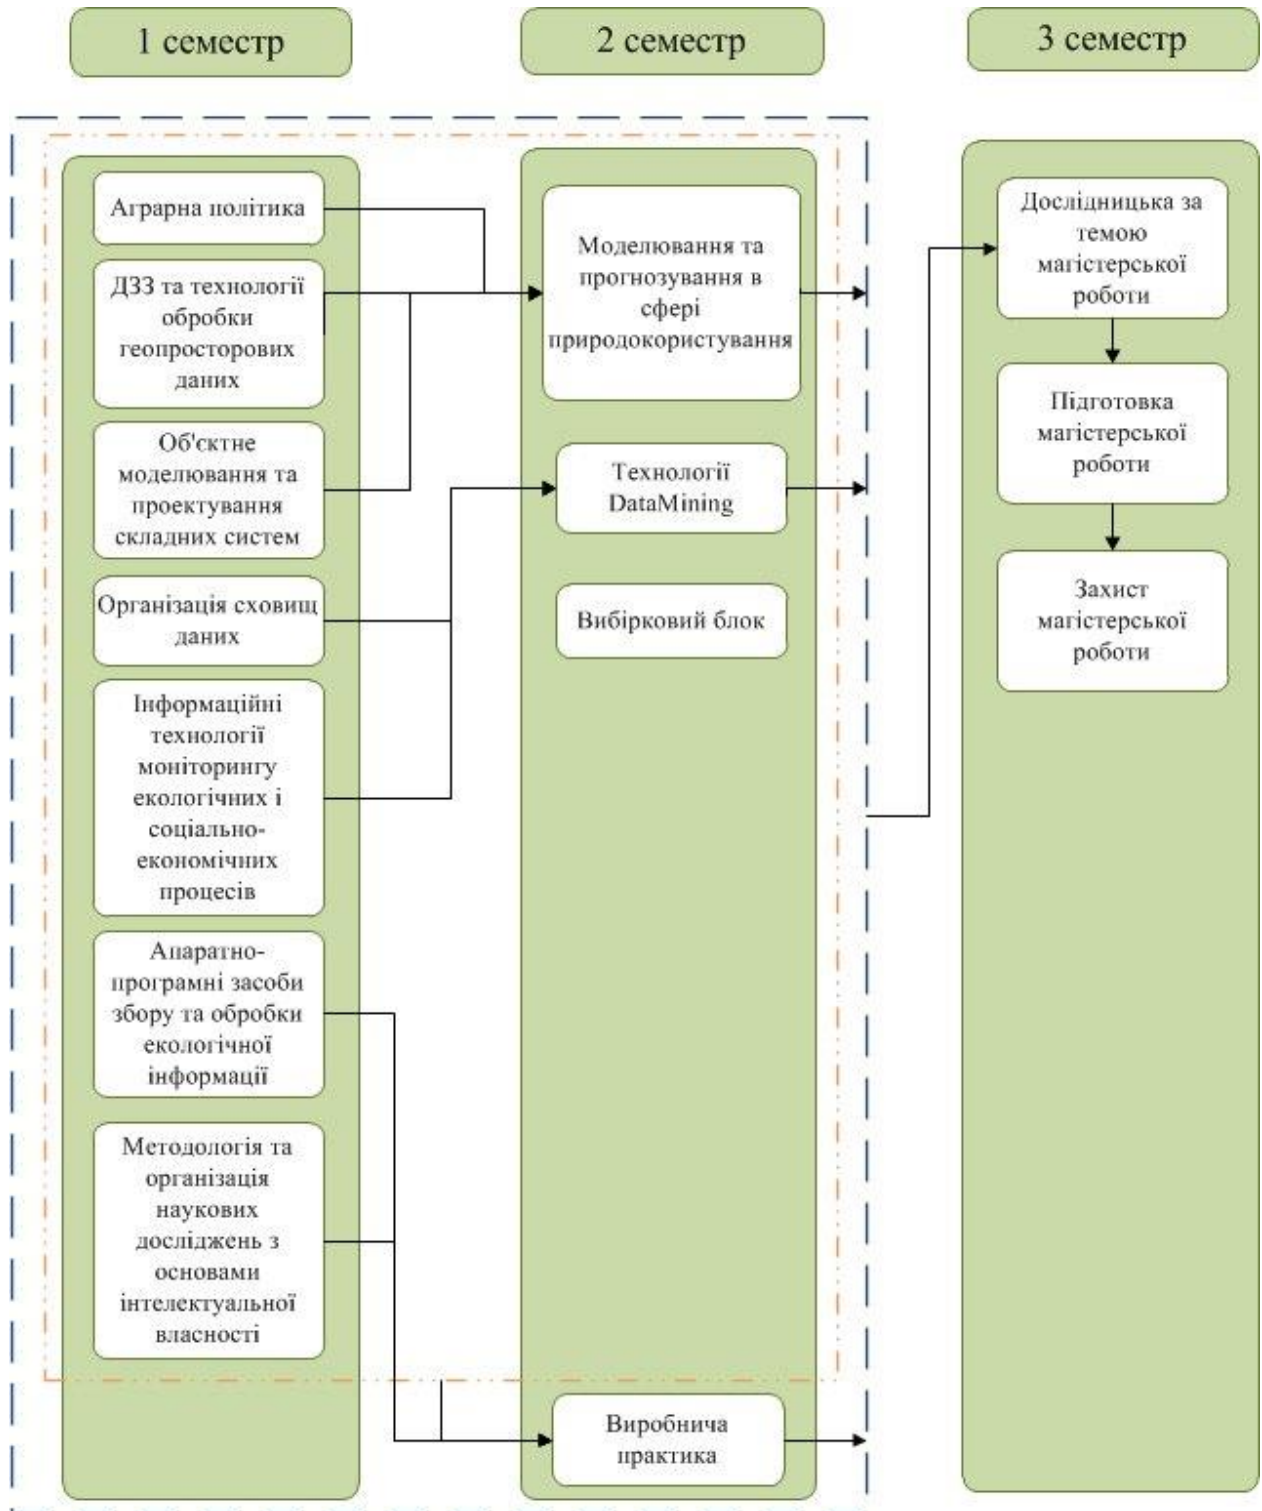 1 семестр
2 семестр
3 семестр
Аграрна політика
ДЗЗ та технології
обробки
геопросторових
даних
Об'єктне
моделювання та
проектування
складних систем
Організація сховищ
даних
Інформаційні
технології
моніторингу
екологічних і
соціально-
економічних
процесів
Апаратно-
програмні засоби
збору та обробки
екологічної
інформації
Методологія та
організація
наукових
досліджень з
основами
інтелектуальної
власності
Моделювання та
прогнозування в
сфері
природокористування
Технології
DataMining
Вибірковий блок
Виробнича
практика
Дослідницька за
темою
магістерської
роботи
Підготовка
магістерської
роботи
Захист
магістерської
роботи